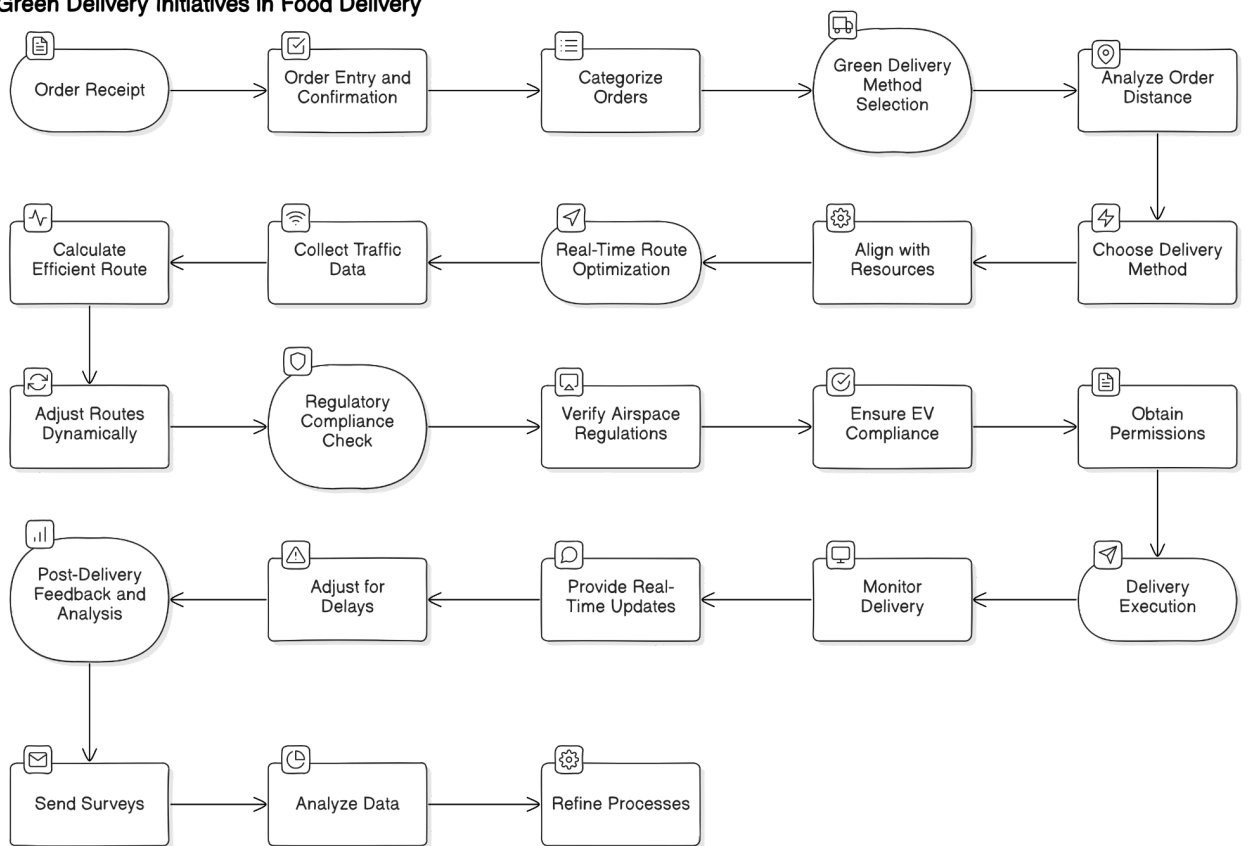 Green Delivery Initiatives in Food Delivery
Order Receipt
Order Entry and
Confirmation
Categorize
Orders
Green Delivery
Method
Selection
Analyze Order
Distance
Calculate
Efficient Route
Collect Traffic
Data
Real-Time Route
Optimization
Align with
Resources
Choose Delivery
Method
Adjust Routes
Dynamically
Regulatory
Compliance
Check
Verify Airspace
Regulations
Ensure EV
Compliance
Obtain
Permissions
Post-Delivery
Feedback and
Analysis
Adjust for
Delays
Provide Real-
Time Updates
Monitor
Delivery
Delivery
Execution
Send Surveys
Analyze Data
Refine Processes